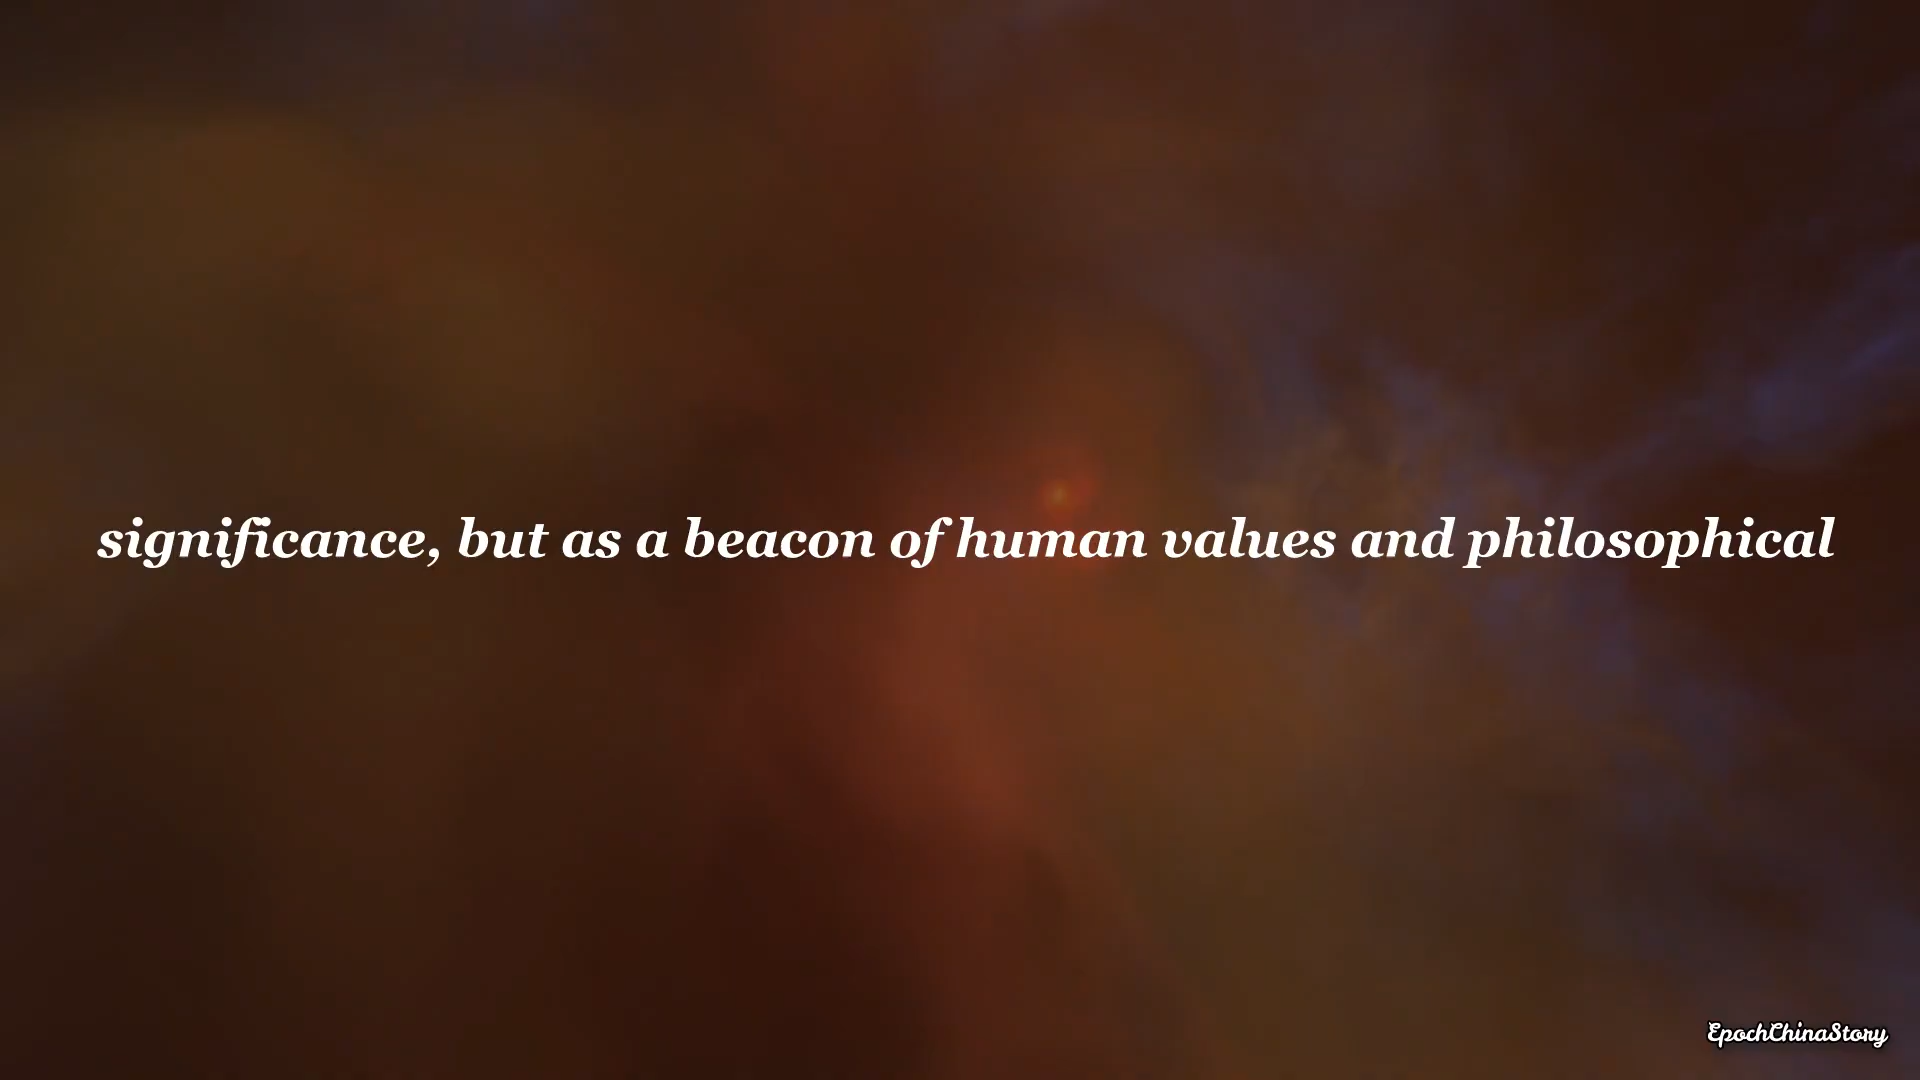 significance, but as a beacon of human values and philosophical
EpochChinaStory